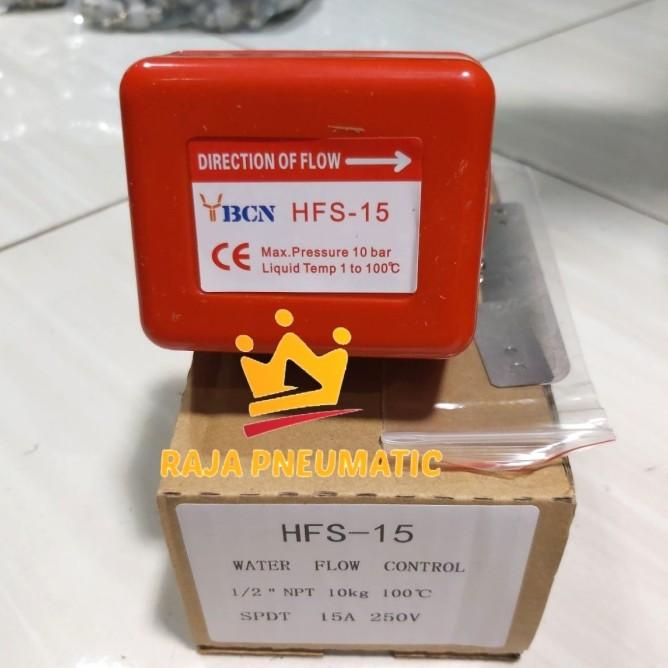 DIRECTION OF FLOW
YBCN HFS-15
CE Max.Pressure 10 bar
Liquid Temp 1 to 100℃
RAJA PNEUMATIC
HFS-15
WATER FLOW CONTROL
1/2" NPT 10kg 100℃
SPDT 15A 250V